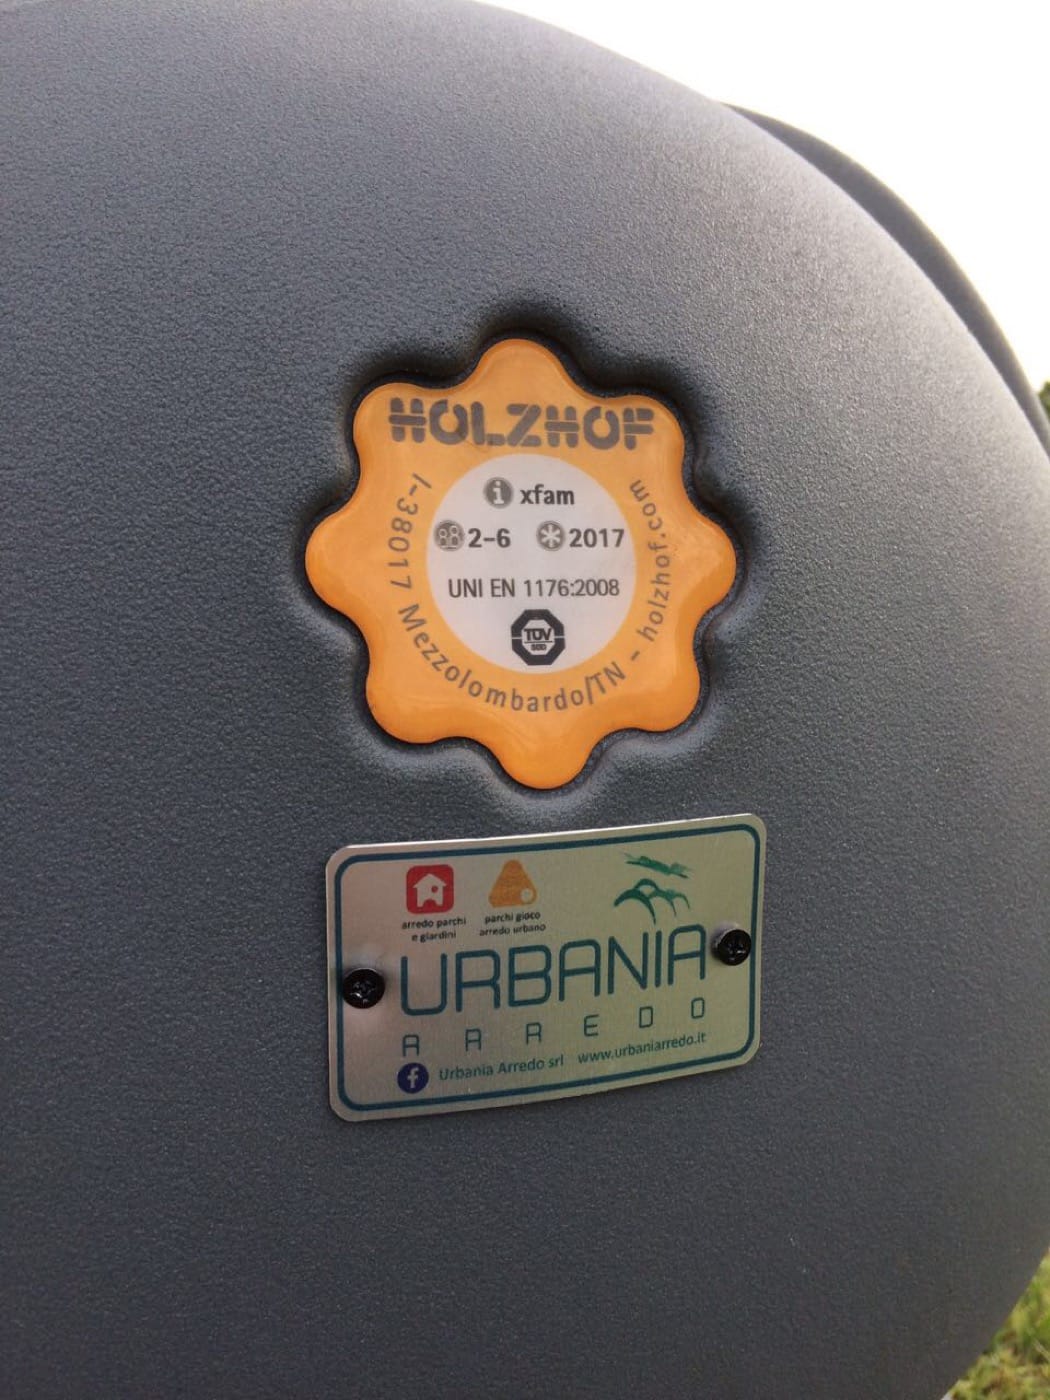 HOLZHOF
xfam
2-6 2017
UNI EN 1176:2008
TÜV
SÜD
I-38017 Mezzolombardo/TN - holzhof.com
arredo parchi
e giardini
parchi gioco
arredo urbano
URBANIA
ARREDO
Urbania Arredo srl www.urbaniarredo.it